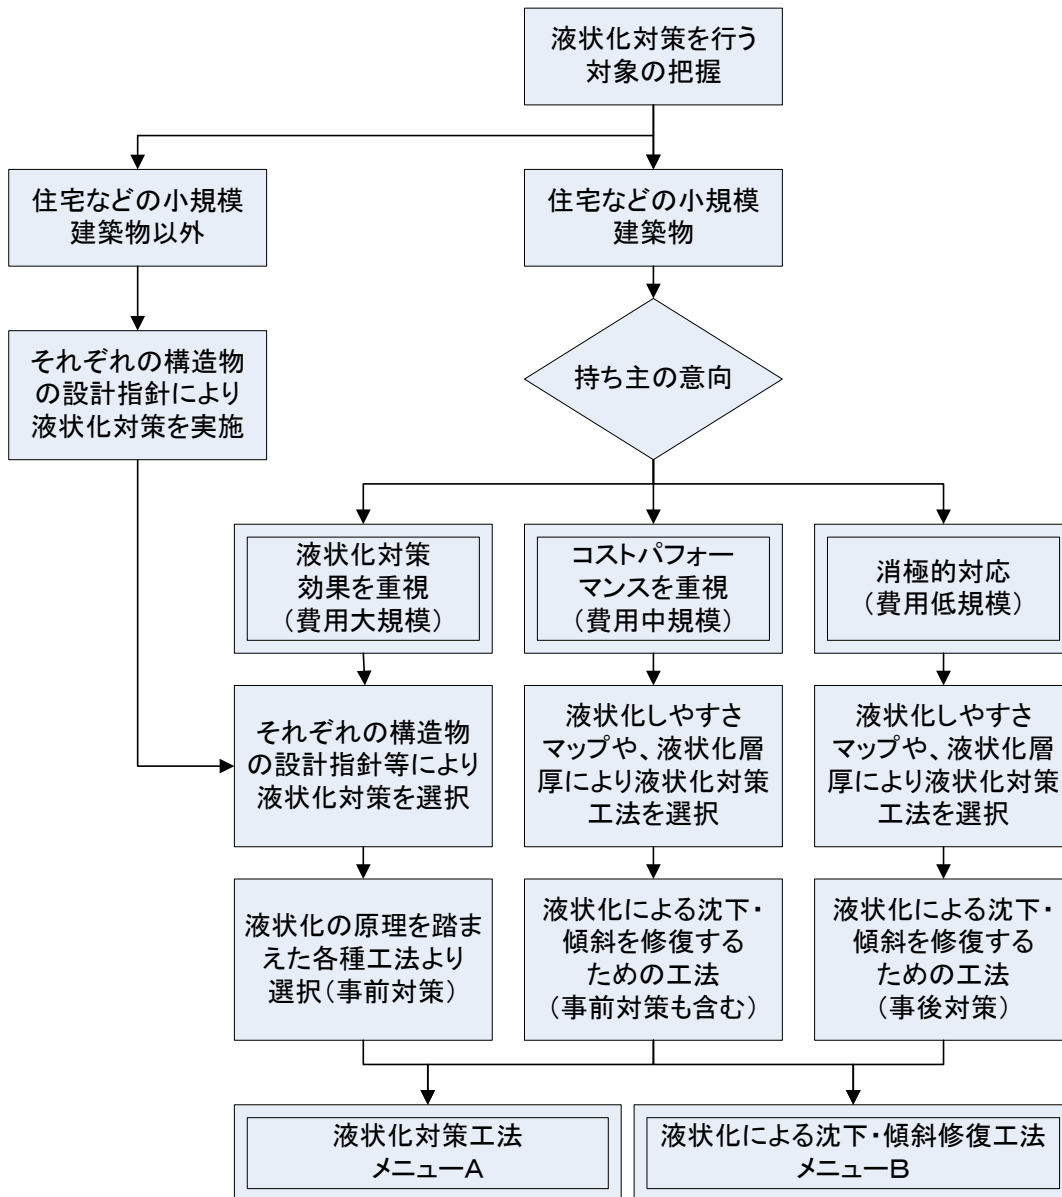 液状化対策を行う
対象の把握
住宅などの小規模
建築物以外
住宅などの小規模
建築物
それぞれの構造物
の設計指針により
液状化対策を実施
持ち主の意向
液状化対策
効果を重視
（費用大規模）
コストパフォー
マンスを重視
（費用中規模）
消極的対応
（費用低規模）
それぞれの構造物
の設計指針等により
液状化対策を選択
液状化しやすさ
マップや、液状化層
厚により液状化対策
工法を選択
液状化しやすさ
マップや、液状化層
厚により液状化対策
工法を選択
液状化の原理を踏ま
えた各種工法より
選択（事前対策）
液状化による沈下・
傾斜を修復する
ための工法
（事前対策も含む）
液状化による沈下・
傾斜を修復する
ための工法
（事後対策）
液状化対策工法
メニューＡ
液状化による沈下・傾斜修復工法
メニューＢ